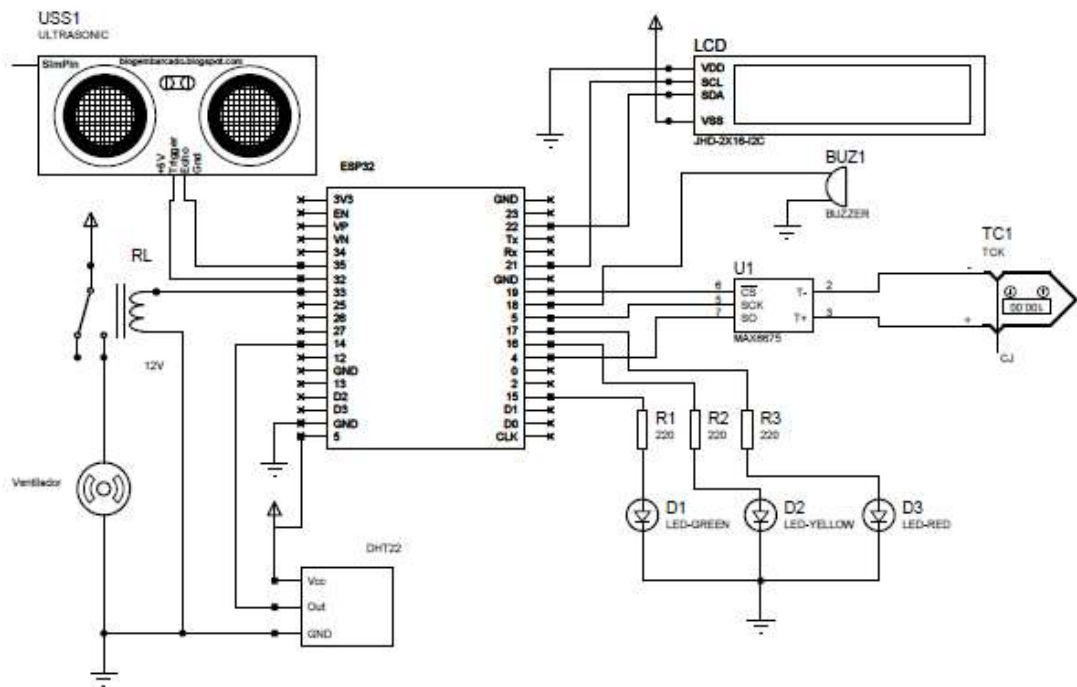 USS1
ULTRASONIC
SimPin
blogembarcado.blogspot.com
+5V
Trigger
Echo
Gnd
LCD
VDD
SCL
SDA
VSS
JHD-2X16-I2C
BUZ1
BUZZER
ESP32
3V3
EN
VP
VN
34
35
32
33
25
26
27
14
12
GND
13
D2
D3
GND
5
GND
23
22
Tx
Rx
21
GND
19
18
5
17
16
4
0
2
15
D1
D0
CLK
RL
12V
U1
6
5
7
CS
SCK
SO
T-
T+
2
3
MAX6675
TC1
TCK
-
+
100.00
CJ
R1
220
R2
220
R3
220
D1
LED-GREEN
D2
LED-YELLOW
D3
LED-RED
Ventilador
DHT22
Vcc
Out
GND